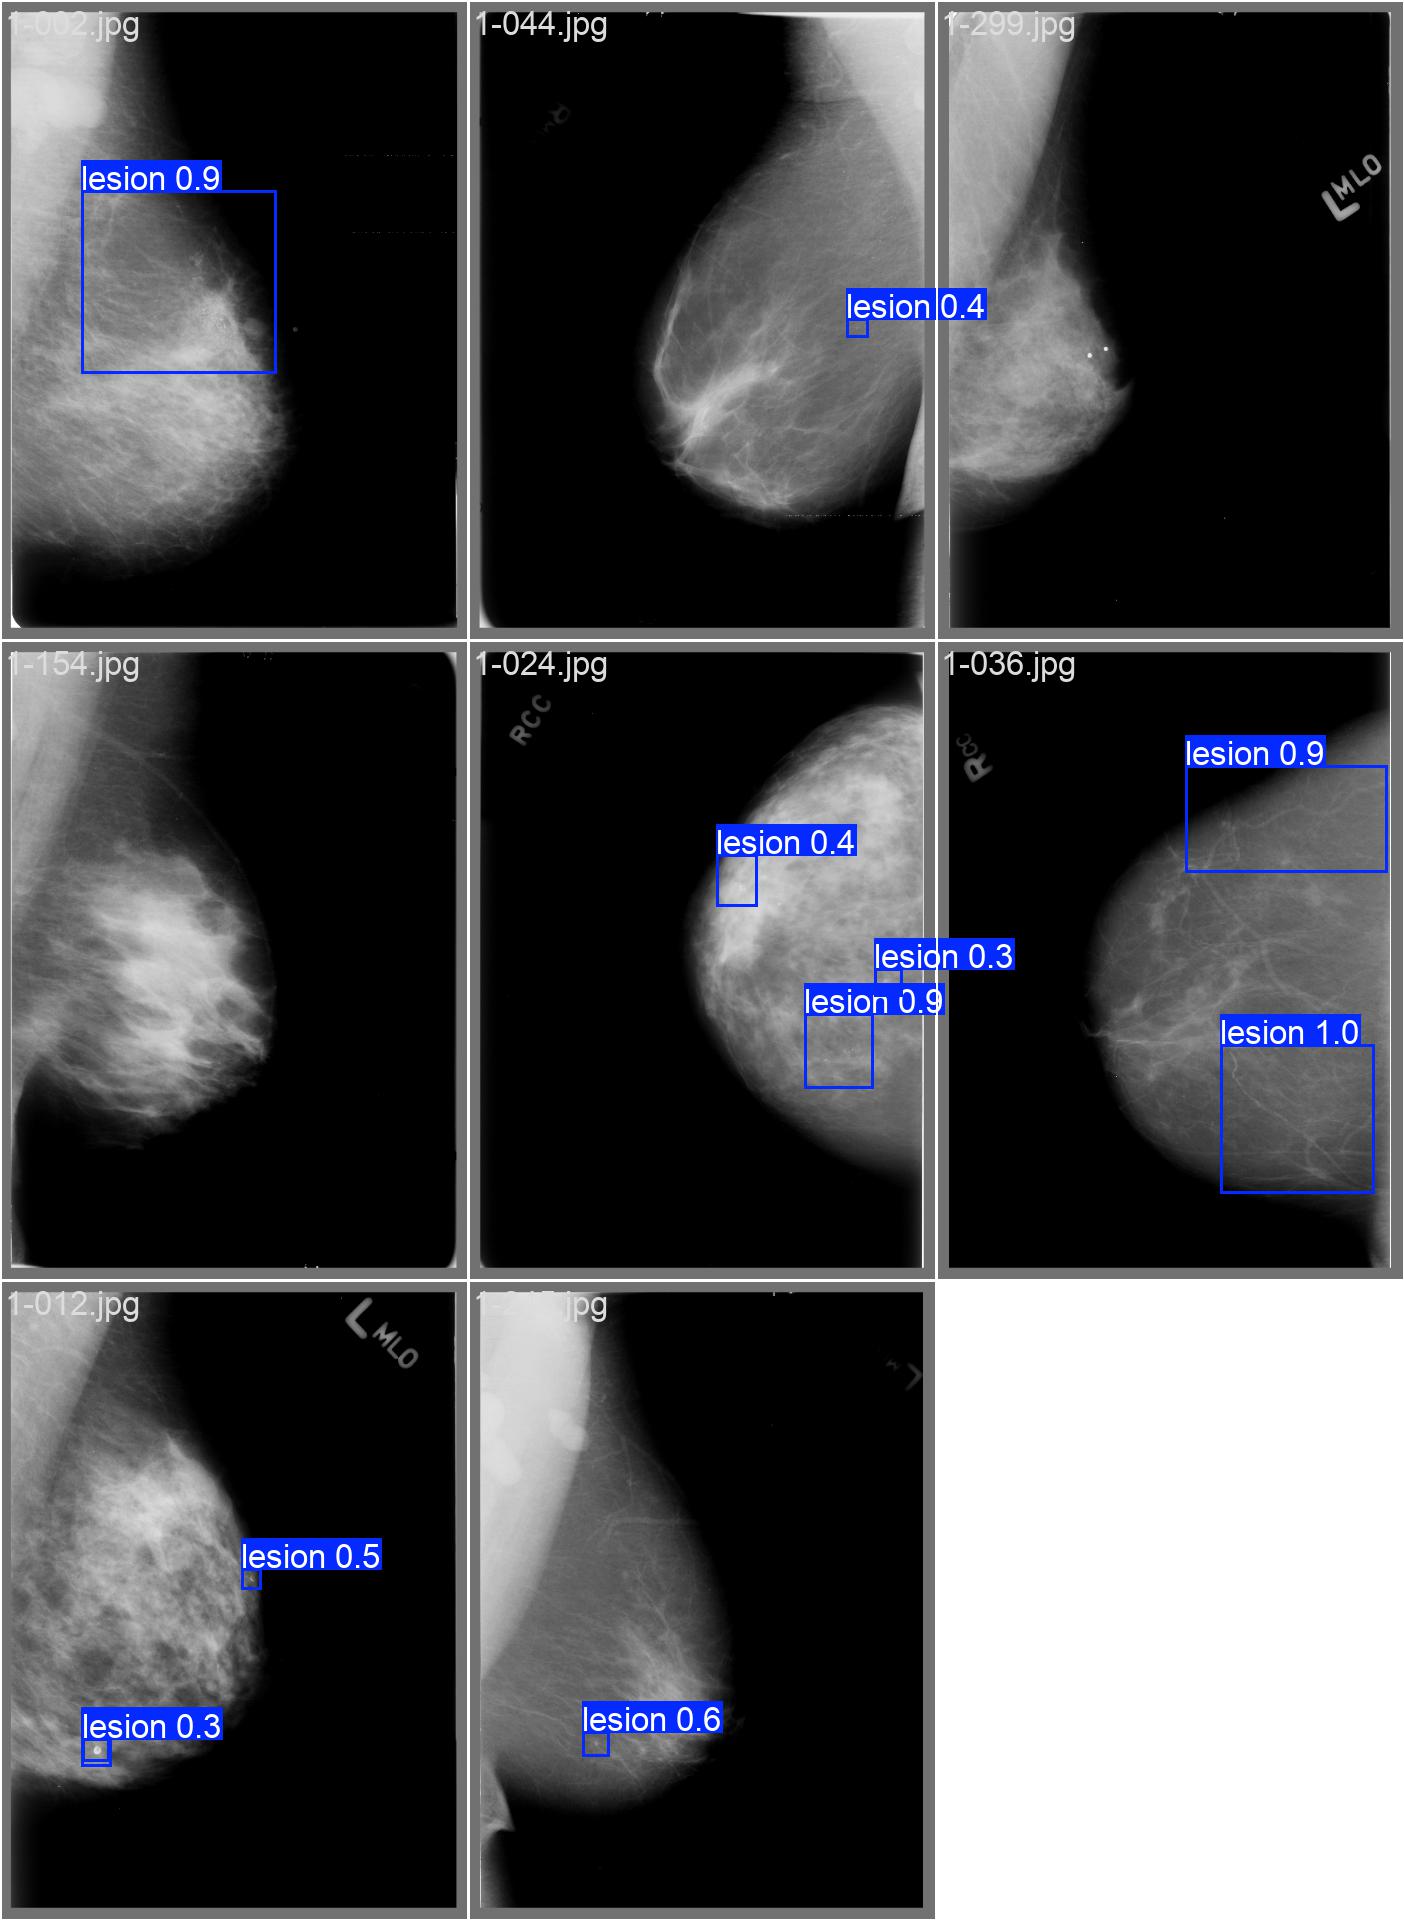 1-002.jpg
lesion 0.9
1-044.jpg
R
lesion 0.4
1-299.jpg
LMLO
1-154.jpg
1-024.jpg
RCC
lesion 0.4
lesion 0.3
lesion 0.9
1-036.jpg
RCC
lesion 0.9
lesion 1.0
1-012.jpg
L MLO
lesion 0.5
lesion 0.3
L
lesion 0.6